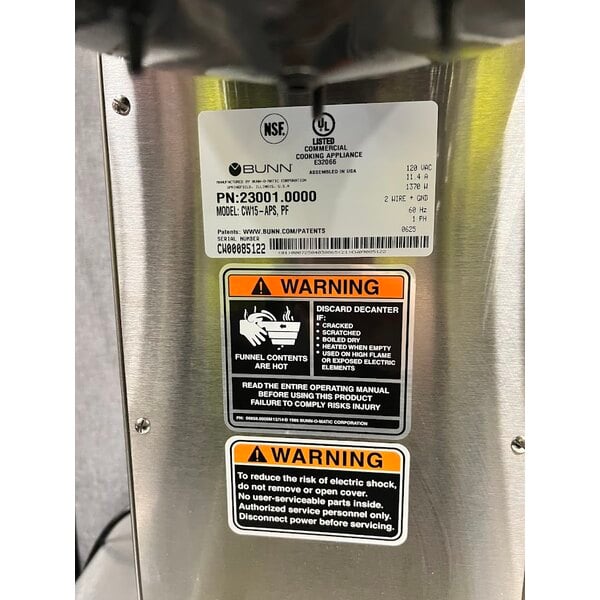 NSF
UL
LISTED
COMMERCIAL
COOKING APPLIANCE
E32066
ASSEMBLED IN USA
BUNN
MANUFACTURED BY BUNN-O-MATIC CORPORATION
SPRINGFIELD, ILLINOIS, U.S.A
PN:23001.0000
MODEL: CW15-APS, PF
120 VAC
11.4 A
1370 W
2 WIRE + GND
60 Hz
1 PH
Patents: WWW.BUNN.COM/PATENTS
0625
SERIAL NUMBER
CW00085122
WARNING
FUNNEL CONTENTS
ARE HOT
DISCARD DECANTER
IF:
• CRACKED
• SCRATCHED
• BOILED DRY
• HEATED WHEN EMPTY
• USED ON HIGH FLAME
OR EXPOSED ELECTRIC
ELEMENTS
READ THE ENTIRE OPERATING MANUAL
BEFORE USING THIS PRODUCT
FAILURE TO COMPLY RISKS INJURY
BUNN-O-MATIC CORPORATION
WARNING
To reduce the risk of electric shock,
do not remove or open cover.
No user-serviceable parts inside.
Authorized service personnel only.
Disconnect power before servicing.